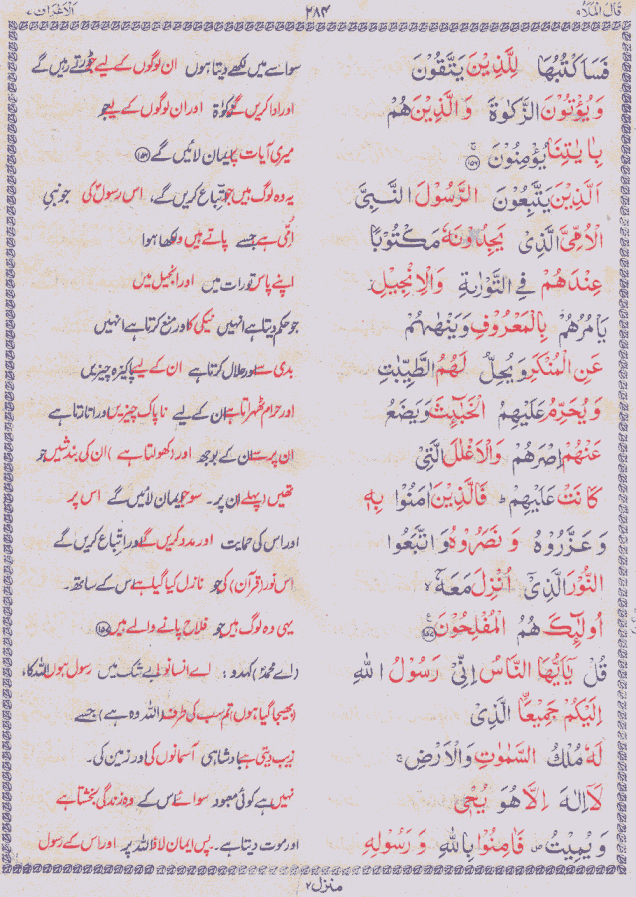 قَالَ الْمَلَاُ ۹ ۲۸۴ اَلْاَعْرَاف ۷
فَسَاَكْتُبُهَا لِلَّذِيْنَ يَتَّقُوْنَ سو اسے میں لکھے دیتا ہوں ان لوگوں کے لیے جو ڈرتے رہیں گے
وَيُؤْتُوْنَ الزَّكٰوةَ وَالَّذِيْنَ هُمْ اور ادا کریں گے زکوٰۃ اور ان لوگوں کے لیے جو
بِاٰيٰتِنَا يُؤْمِنُوْنَ ﴿۱۵۶﴾ میری آیات پر ایمان لائیں گے ﴿۱۵۶﴾
اَلَّذِيْنَ يَتَّبِعُوْنَ الرَّسُوْلَ النَّبِىَّ یہ وہ لوگ ہیں جو اتباع کریں گے، اس رسول کی جو نبی
الْاُمِّىَّ الَّذِىْ يَجِدُوْنَهٗ مَكْتُوْبًا اُمّی ہے جسے پاتے ہیں وہ لکھا ہوا
عِنْدَهُمْ فِى التَّوْرٰىةِ وَالْاِنْجِيْلِ اپنے پاس تورات میں اور انجیل میں
يَاْمُرُهُمْ بِالْمَعْرُوْفِ وَيَنْهٰىهُمْ جو حکم دیتا ہے انہیں نیکی کا اور منع کرتا ہے انہیں
عَنِ الْمُنْكَرِ وَيُحِلُّ لَهُمُ الطَّيِّبٰتِ بدی سے اور حلال کرتا ہے ان کے لیے پاکیزہ چیزیں
وَيُحَرِّمُ عَلَيْهِمُ الْخَبٰٓئِثَ وَيَضَعُ اور حرام ٹھہراتا ہے ان کے لیے ناپاک چیزیں اور اتارتا ہے
عَنْهُمْ اِصْرَهُمْ وَالْاَغْلٰلَ الَّتِىْ ان پر سے ان کے بوجھ اور (کھولتا ہے) ان کی بندشیں جو
كَانَتْ عَلَيْهِمْ ؕ فَالَّذِيْنَ اٰمَنُوْا بِهٖ تھیں (پہلے) ان پر۔ سو جو ایمان لائیں گے اس پر
وَعَزَّرُوْهُ وَنَصَرُوْهُ وَاتَّبَعُوا اور اس کی حمایت اور مدد کریں گے اور اتباع کریں گے
النُّوْرَ الَّذِىْٓ اُنْزِلَ مَعَهٗٓ ۙ اس نور (قرآن) کی جو نازل کیا گیا ہے اس کے ساتھ۔
اُولٰٓئِكَ هُمُ الْمُفْلِحُوْنَ ﴿۱۵۷﴾ یہی وہ لوگ ہیں جو فلاح پانے والے ہیں ﴿۱۵۷﴾
قُلْ يٰٓاَيُّهَا النَّاسُ اِنِّىْ رَسُوْلُ اللّٰهِ (اے محمدؐ) کہہ دو: اے انسانو! بے شک میں رسول ہوں اللہ کا،
اِلَيْكُمْ جَمِيْعَا ۨ الَّذِىْ (بھیجا گیا ہوں) تم سب کی طرف (اللہ وہ ہے) جسے
لَهٗ مُلْكُ السَّمٰوٰتِ وَالْاَرْضِ ۚ زیب دیتی ہے بادشاہی آسمانوں کی اور زمین کی۔
لَاۤ اِلٰهَ اِلَّا هُوَ يُحْىٖ نہیں ہے کوئی معبود سوائے اس کے وہ زندگی بخشتا ہے
وَيُمِيْتُ ۪ فَاٰمِنُوْا بِاللّٰهِ وَرَسُوْلِهِ اور موت دیتا ہے۔ پس ایمان لاؤ اللہ پر اور اس کے رسول
منزل ۲